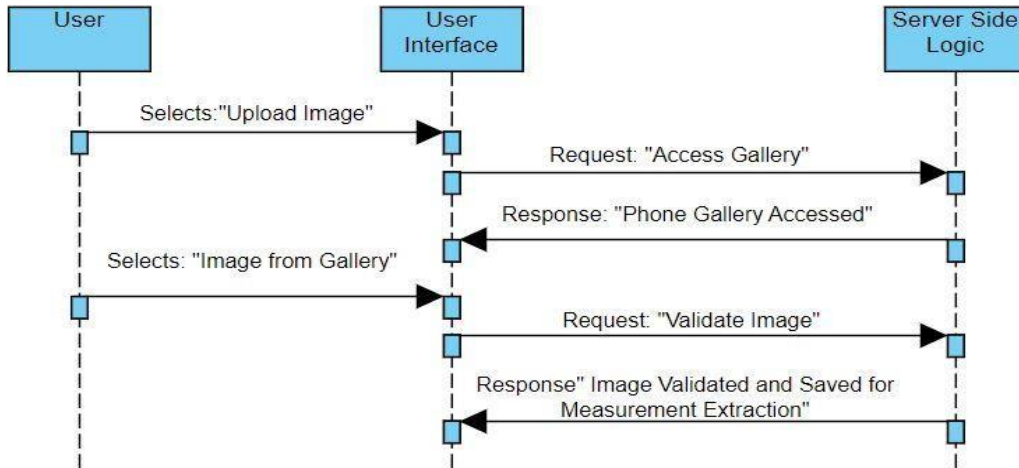 User
User
Interface
Server Side
Logic
Selects:"Upload Image"
Request: "Access Gallery"
Response: "Phone Gallery Accessed"
Selects: "Image from Gallery"
Request: "Validate Image"
Response" Image Validated and Saved for
Measurement Extraction"